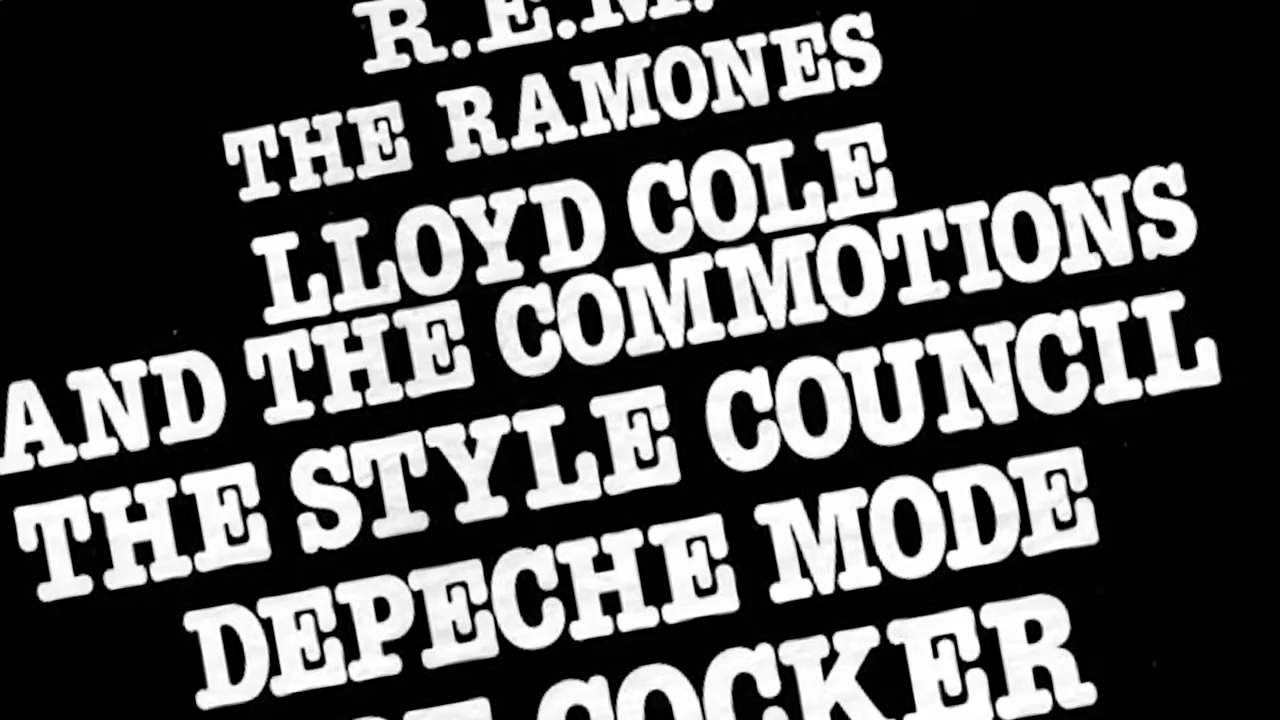 R.E.M.
THE RAMONES
LLOYD COLE
AND THE COMMOTIONS
THE STYLE COUNCIL
DEPECHE MODE
COCKER